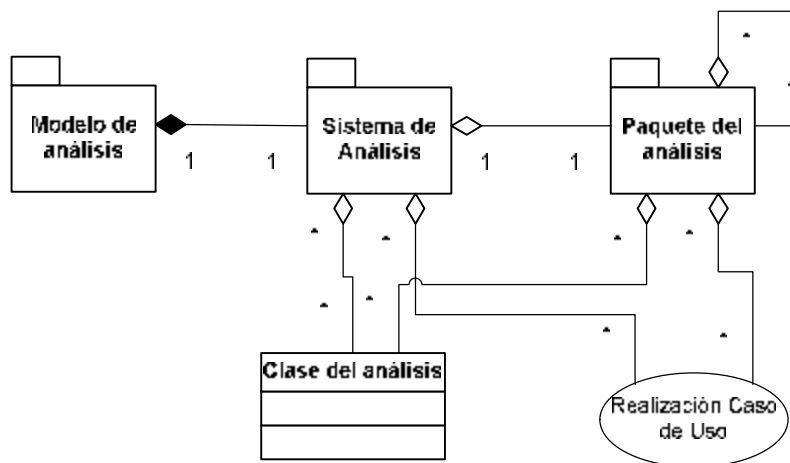 *
Modelo de
análisis
Sistema de
Análisis
Paquete del
análisis
1
1
1
1
*
*
*
*
*
*
*
*
*
Clase del análisis
Realización Caso
de Uso